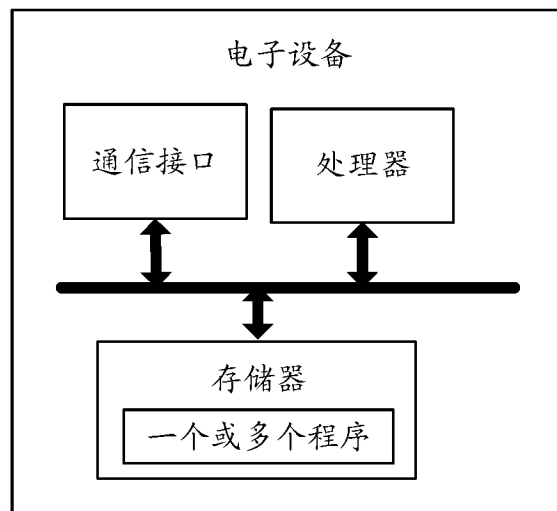 电子设备
通信接口
处理器
存储器
一个或多个程序